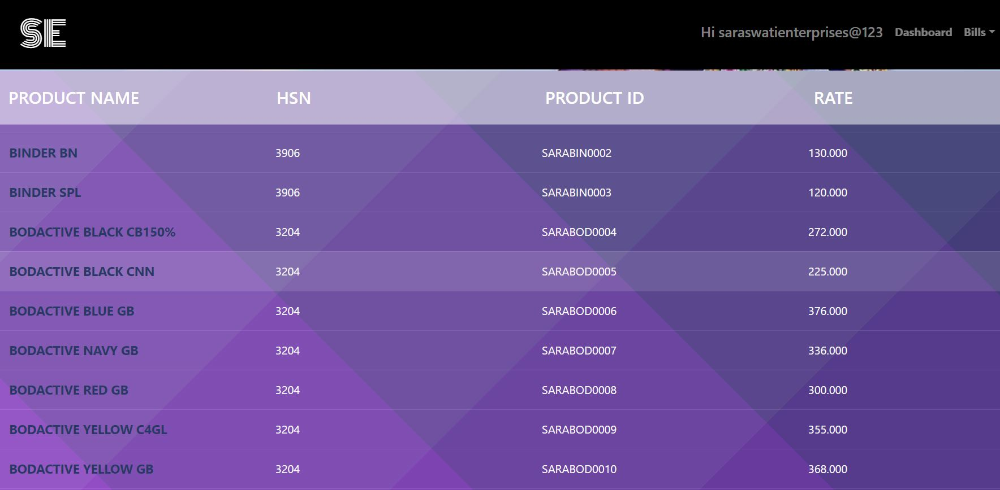 SE
Hi saraswatienterprises@123 Dashboard Bills
PRODUCT NAME HSN PRODUCT ID RATE
BINDER BN 3906 SARABIN0002 130.000
BINDER SPL 3906 SARABIN0003 120.000
BODACTIVE BLACK CB150% 3204 SARABOD0004 272.000
BODACTIVE BLACK CNN 3204 SARABOD0005 225.000
BODACTIVE BLUE GB 3204 SARABOD0006 376.000
BODACTIVE NAVY GB 3204 SARABOD0007 336.000
BODACTIVE RED GB 3204 SARABOD0008 300.000
BODACTIVE YELLOW C4GL 3204 SARABOD0009 355.000
BODACTIVE YELLOW GB 3204 SARABOD0010 368.000